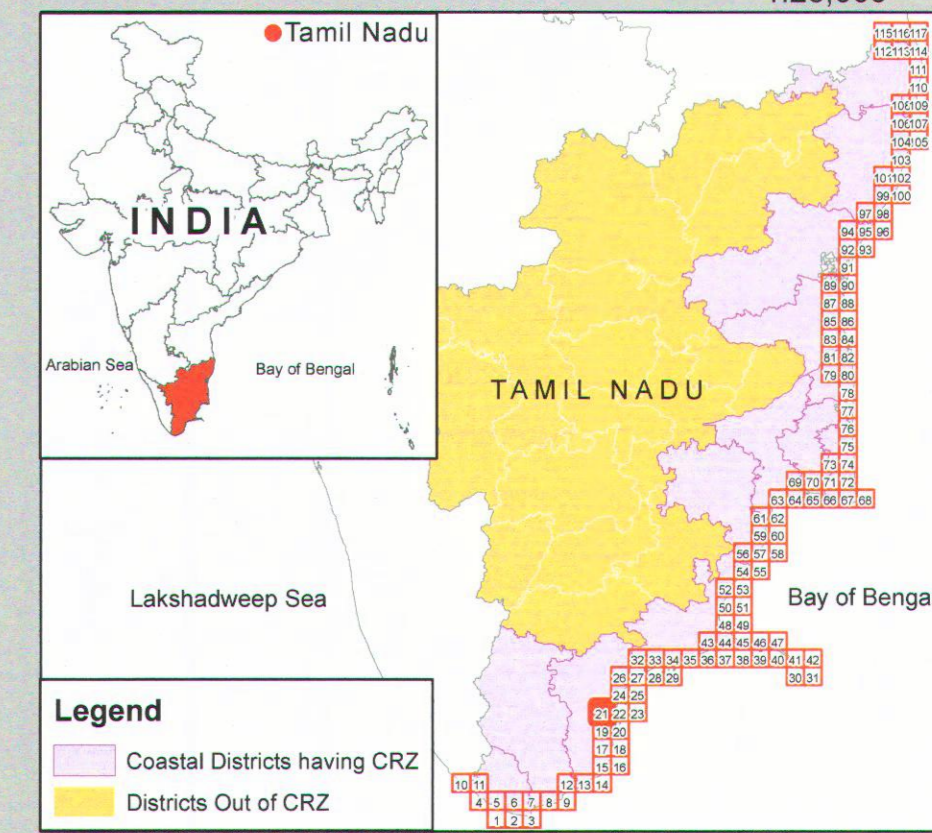 Tamil Nadu
INDIA
Arabian Sea
Bay of Bengal
TAMIL NADU
Lakshadweep Sea
Bay of Benga
115 116 117
112 113 114
111
110
108 109
106 107
104 105
103
101 102
99 100
97 98
94 95 96
92 93
91
89 90
87 88
85 86
83 84
81 82
79 80
78
77
76
75
73 74
69 70 71 72
63 64 65 66 67 68
61 62
59 60
56 57 58
54 55
52 53
50 51
48 49
43 44 45 46 47
32 33 34 35 36 37 38 39 40 41 42
26 27 28 29 30 31
24 25
21 22 23
19 20
17 18
15 16
10 11 12 13 14
4 5 6 7 8 9
1 2 3
Legend
Coastal Districts having CRZ
Districts Out of CRZ